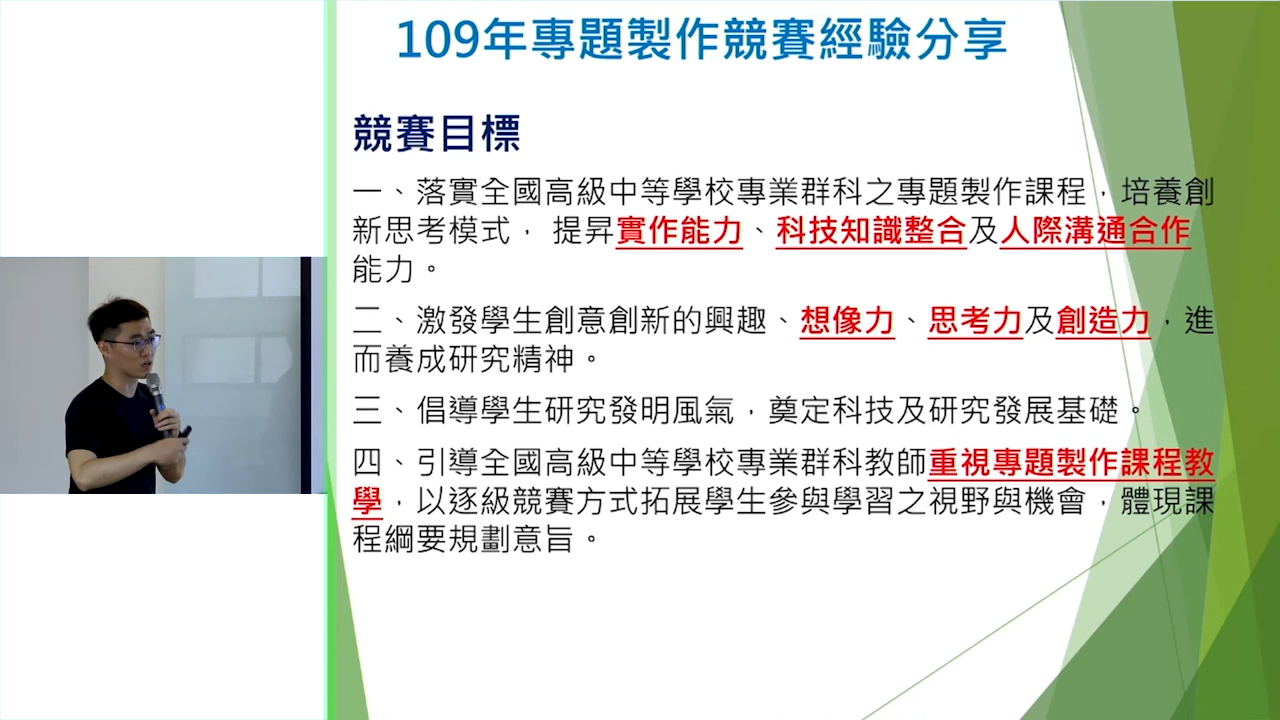 109年專題製作競賽經驗分享
競賽目標
一、落實全國高級中等學校專業群科之專題製作課程，培養創
新思考模式， 提昇實作能力、科技知識整合及人際溝通合作
能力。
二、激發學生創意創新的興趣、想像力、思考力及創造力，進
而養成研究精神。
三、倡導學生研究發明風氣，奠定科技及研究發展基礎。
四、引導全國高級中等學校專業群科教師重視專題製作課程教
學，以逐級競賽方式拓展學生參與學習之視野與機會，體現課
程綱要規劃意旨。